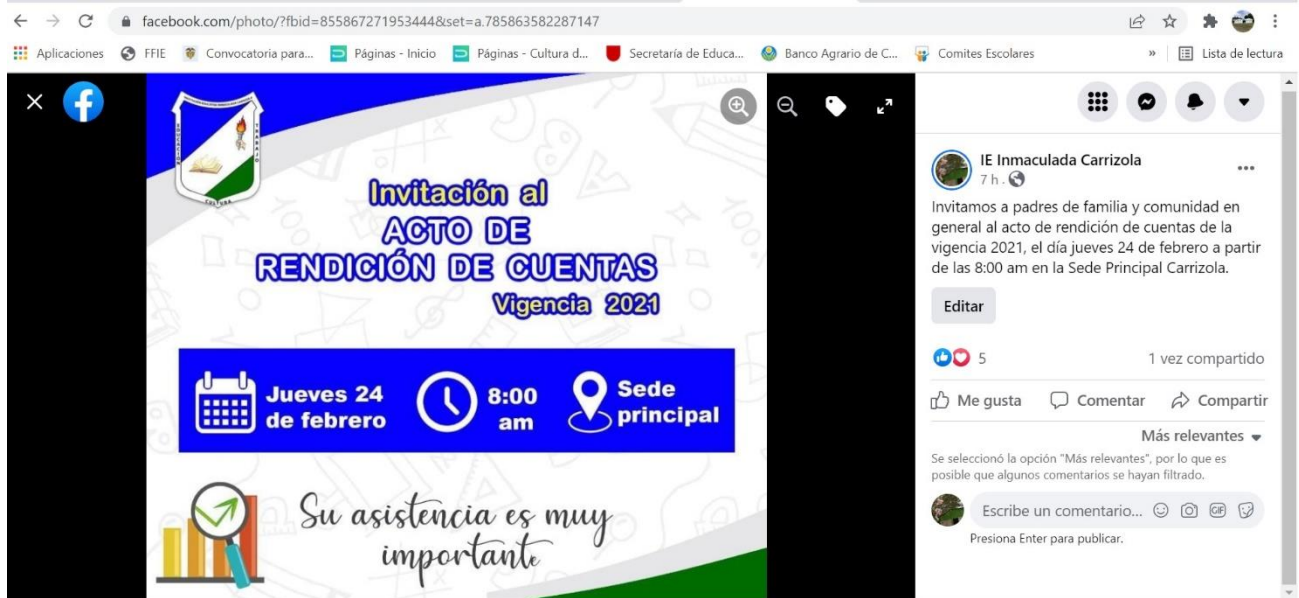 facebook.com/photo/?fbid=855867271953444&set=a.785863582287147
Aplicaciones FFIE Convocatoria para... Páginas - Inicio Páginas - Cultura d... Secretaría de Educa... Banco Agrario de C... Comites Escolares » Lista de lectura
EDUCACIÓN
TRABAJO
CULTURA
Invitación al
ACTO DE
RENDICIÓN DE CUENTAS
Vigencia 2021
Jueves 24
de febrero
8:00
am
Sede
principal
Su asistencia es muy
importante
IE Inmaculada Carrizola
7 h ·
Invitamos a padres de familia y comunidad en
general al acto de rendición de cuentas de la
vigencia 2021, el día jueves 24 de febrero a partir
de las 8:00 am en la Sede Principal Carrizola.
Editar
5 1 vez compartido
Me gusta Comentar Compartir
Más relevantes
Se seleccionó la opción "Más relevantes", por lo que es
posible que algunos comentarios se hayan filtrado.
Escribe un comentario... GIF
Presiona Enter para publicar.